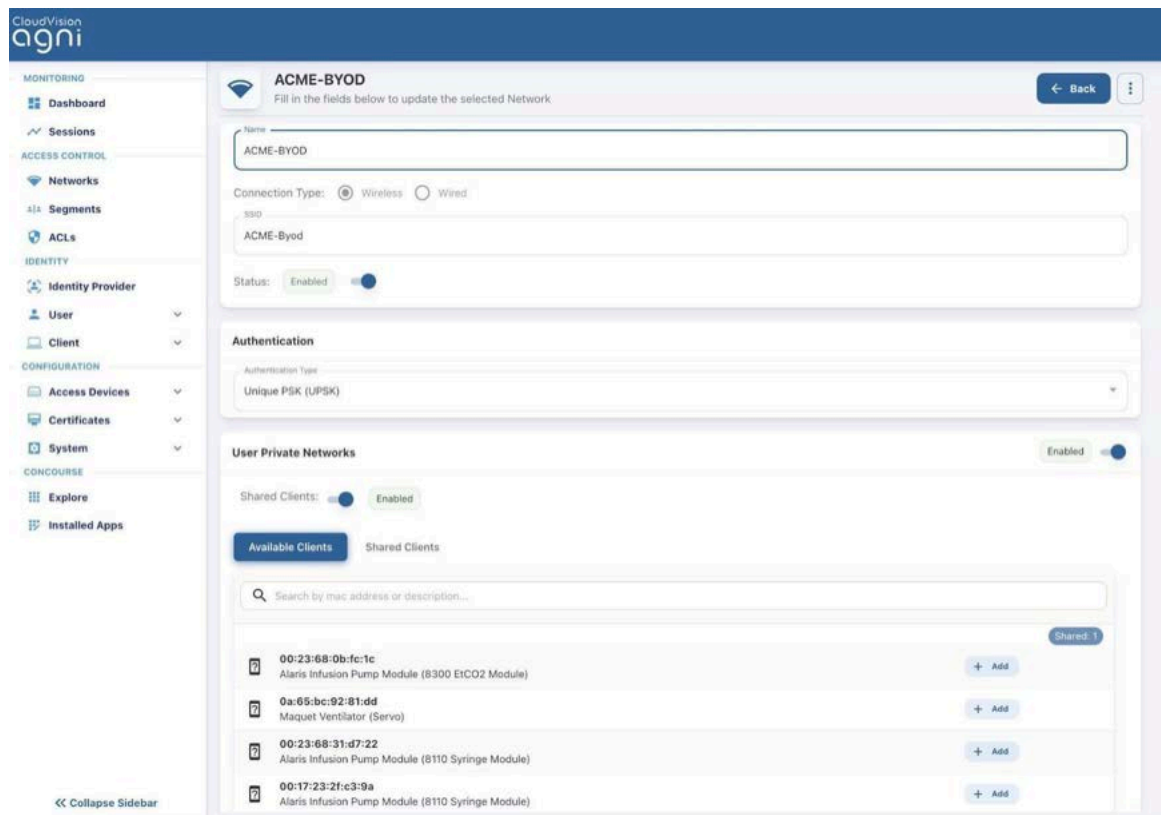 CloudVision
agni
MONITORING
Dashboard
Sessions
ACCESS CONTROL
Networks
Segments
ACLs
IDENTITY
Identity Provider
User
Client
CONFIGURATION
Access Devices
Certificates
System
CONCOURSE
Explore
Installed Apps
Collapse Sidebar
ACME-BYOD
Fill in the fields below to update the selected Network
Back
Name
ACME-BYOD
Connection Type: Wireless Wired
SSID
ACME-Byod
Status: Enabled
Authentication
Authentication Type
Unique PSK (UPSK)
User Private Networks Enabled
Shared Clients: Enabled
Available Clients Shared Clients
Search by mac address or description...
Shared: 1
00:23:68:0b:fc:1c
Alaris Infusion Pump Module (8300 EtCO2 Module)
+ Add
0a:65:bc:92:81:dd
Maquet Ventilator (Servo)
+ Add
00:23:68:31:d7:22
Alaris Infusion Pump Module (8110 Syringe Module)
+ Add
00:17:23:2f:c3:9a
Alaris Infusion Pump Module (8110 Syringe Module)
+ Add